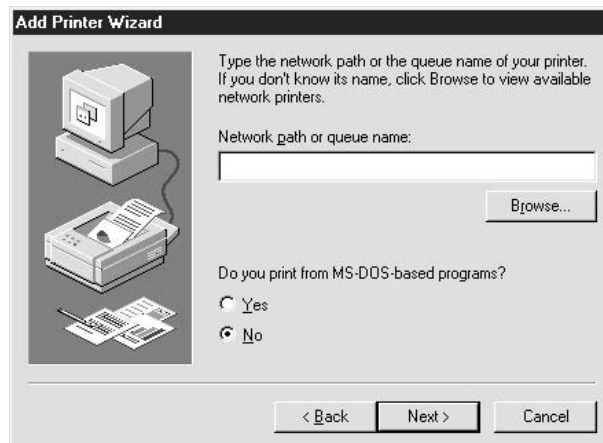 Add Printer Wizard
Type the network path or the queue name of your printer.
If you don't know its name, click Browse to view available
network printers.
Network path or queue name:
Browse...
Do you print from MS-DOS-based programs?
Yes
No
< Back
Next >
Cancel